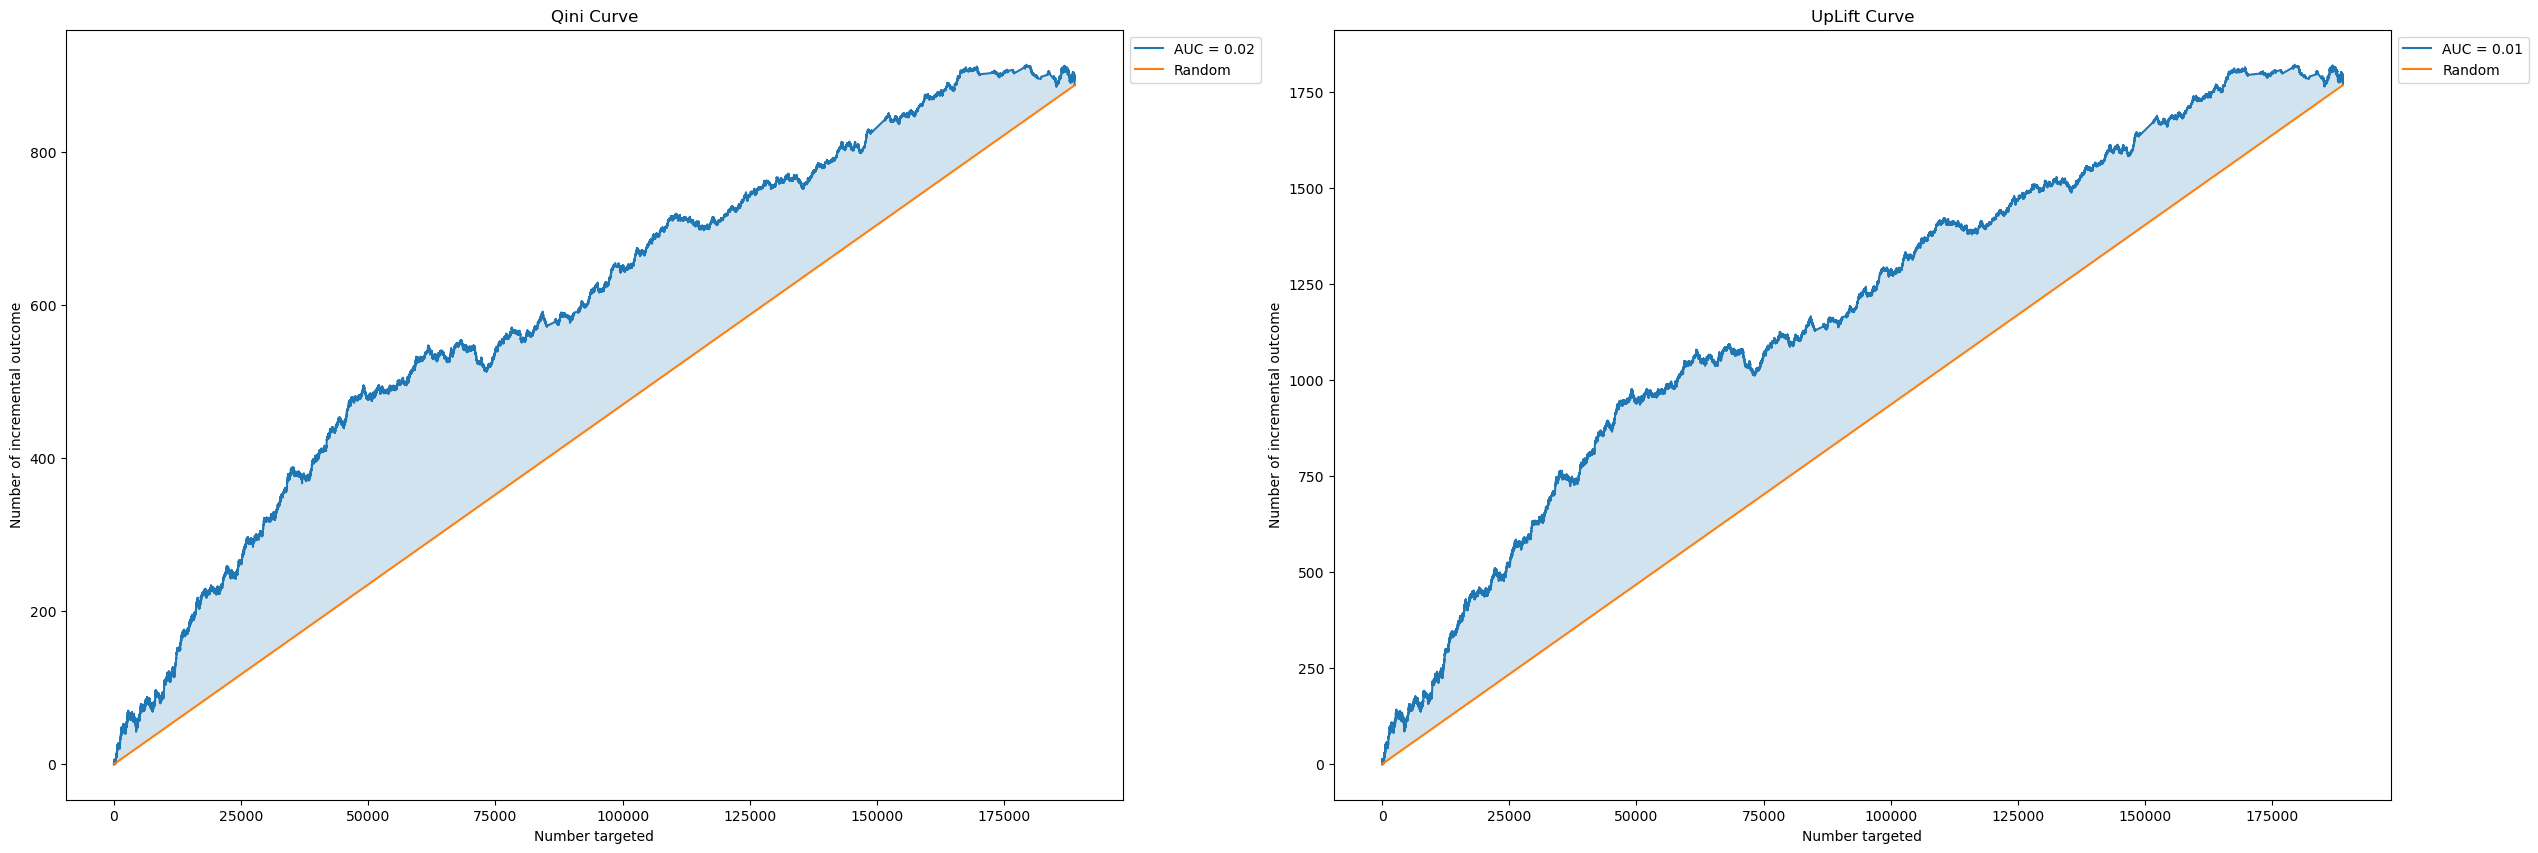 Qini Curve
Number of incremental outcome
800
600
400
200
0
0 25000 50000 75000 100000 125000 150000 175000
Number targeted
AUC = 0.02
Random
UpLift Curve
Number of incremental outcome
1750
1500
1250
1000
750
500
250
0
0 25000 50000 75000 100000 125000 150000 175000
Number targeted
AUC = 0.01
Random